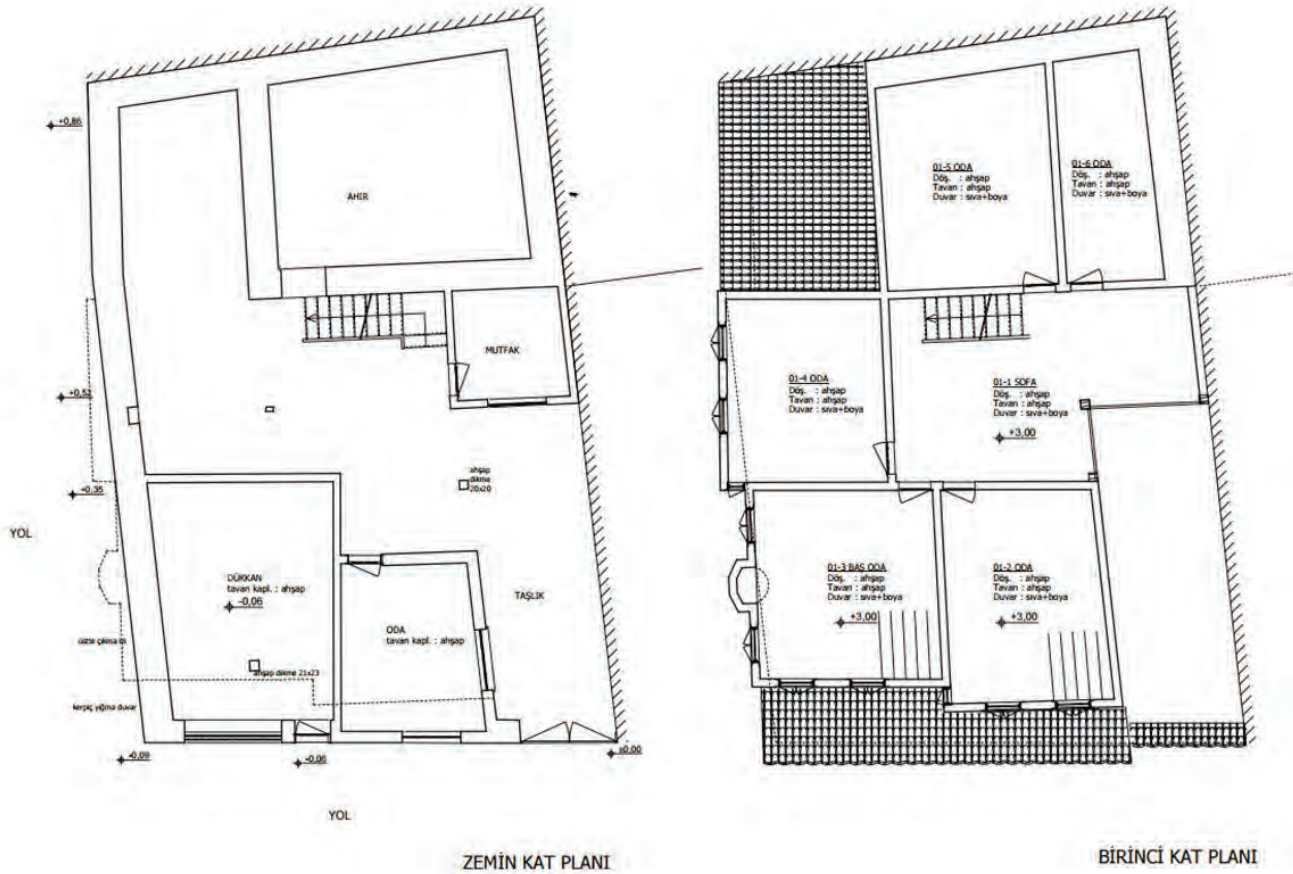 +0,86
AHIR
MUTFAK
+0,52
ahşap
dikme
20x20
+0,35
YOL
DÜKKAN
tavan kapl. : ahşap
-0,06
TAŞLIK
ODA
tavan kapl. : ahşap
ahşap dikme 21x23
kerpiç yığma duvar
-0,09
-0,06
±0,00
YOL
ZEMİN KAT PLANI
01-5 ODA
Döş. : ahşap
Tavan : ahşap
Duvar : sıva+boya
01-6 ODA
Döş. : ahşap
Tavan : ahşap
Duvar : sıva+boya
01-4 ODA
Döş. : ahşap
Tavan : ahşap
Duvar : sıva+boya
01-1 SOFA
Döş. : ahşap
Tavan : ahşap
Duvar : sıva+boya
+3,00
01-3 BAŞ ODA
Döş. : ahşap
Tavan : ahşap
Duvar : sıva+boya
+3,00
01-2 ODA
Döş. : ahşap
Tavan : ahşap
Duvar : sıva+boya
+3,00
BİRİNCİ KAT PLANI